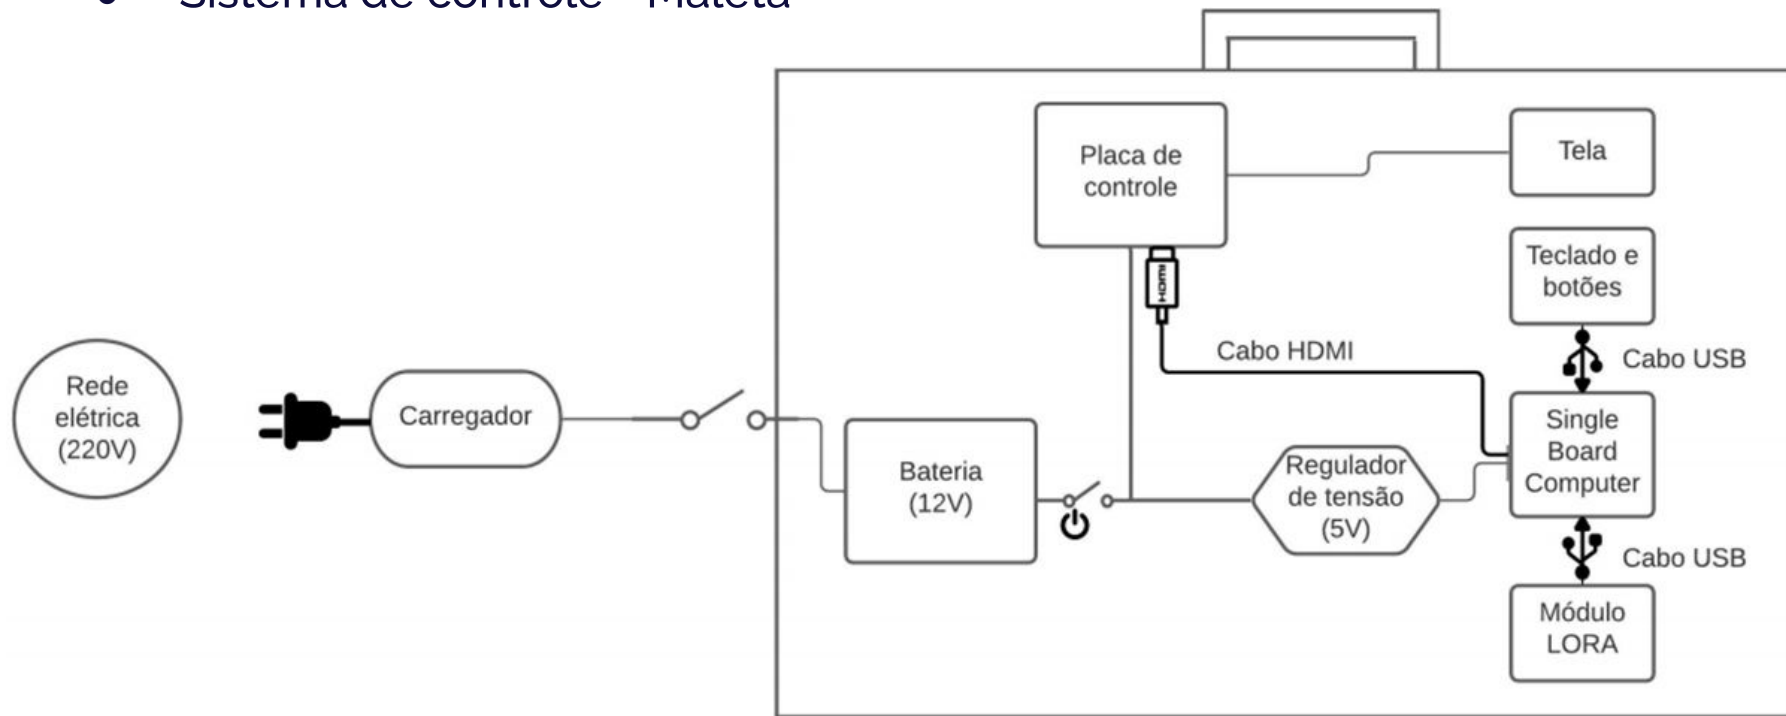 Sistema de controle - Maleta
Placa de
controle
Tela
Teclado e
botões
HDMI
Cabo HDMI
Cabo USB
Rede
elétrica
(220V)
Carregador
Bateria
(12V)
Regulador
de tensão
(5V)
Single
Board
Computer
Cabo USB
Módulo
LORA